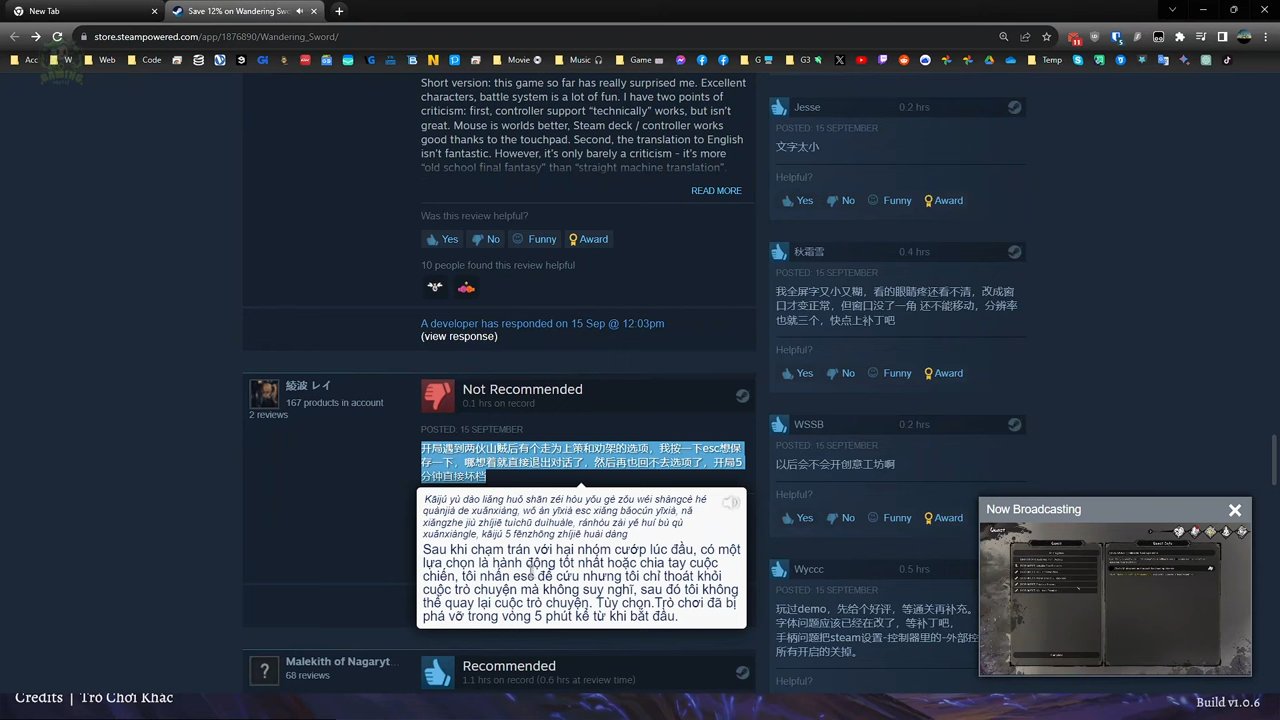 New Tab
Save 12% on Wandering Swo
store.steampowered.com/app/1876890/Wandering_Sword/
Acc
W
Web
Movie
Music
Game
G3
Temp
Short version: this game so far has really surprised me. Excellent
characters, battle system is a lot of fun. I have two points of
criticism: first, controller support “technically” works, but isn’t
great. Mouse is worlds better, Steam deck / controller works
good thanks to the touchpad. Second, the translation to English
isn’t fantastic. However, it’s only barely a criticism - it’s more
“old school final fantasy” than “straight machine translation”.
READ MORE
Was this review helpful?
Yes No Funny Award
10 people found this review helpful
A developer has responded on 15 Sep @ 12:03pm
(view response)
綾波 レイ
167 products in account
2 reviews
Not Recommended
0.1 hrs on record
POSTED: 15 SEPTEMBER
开局遇到两伙山贼后有个走为上策和劝架的选项，我按一下esc想保
存一下，哪想着就直接退出对话了，然后再也回不去选项了，开局5
分钟直接坏档
Kāijú yù dào liǎng huǒ shān zéi hòu yǒu gè zǒu wéi shàngcè hé
quànjià de xuǎnxiàng, wǒ àn yīxià esc xiǎng bǎocún yīxià, nǎ
xiǎngzhe jiù zhíjiē tuìchū duìhuàle, ránhòu zài yě huí bù qù
xuǎnxiàngle, kāijú 5 fēnzhōng zhíjiē huài dàng
Sau khi chạm trán với hai nhóm cướp lúc đầu, có một
lựa chọn là hành động tốt nhất hoặc chia tay cuộc
chiến. tôi nhấn esc để cứu nhưng tôi chỉ thoát khỏi
cuộc trò chuyện mà không suy nghĩ, sau đó tôi không
thể quay lại cuộc trò chuyện. Tùy chọn.Trò chơi đã bị
phá vỡ trong vòng 5 phút kể từ khi bắt đầu.
Malekith of Nagaryt...
68 reviews
Recommended
1.1 hrs on record (0.6 hrs at review time)
Jesse 0.2 hrs
POSTED: 15 SEPTEMBER
文字太小
Helpful?
Yes No Funny Award
秋霜雪 0.4 hrs
POSTED: 15 SEPTEMBER
我全屏字又小又糊，看的眼睛疼还看不清，改成窗
口才变正常，但窗口没了一角 还不能移动，分辨率
也就三个，快点上补丁吧
Helpful?
Yes No Funny Award
WSSB 0.2 hrs
POSTED: 15 SEPTEMBER
以后会不会开创意工坊啊
Helpful?
Yes No Funny Award
Wyccc 0.5 hrs
POSTED: 15 SEPTEMBER
玩过demo，先给个好评，等通关再补充。
字体问题应该已经在改了，等补丁吧，
手柄问题把steam设置-控制器里的-外部控
所有开启的关掉。
Helpful?
Now Broadcasting
Credits | Trò Chơi Khác
Build v1.0.6